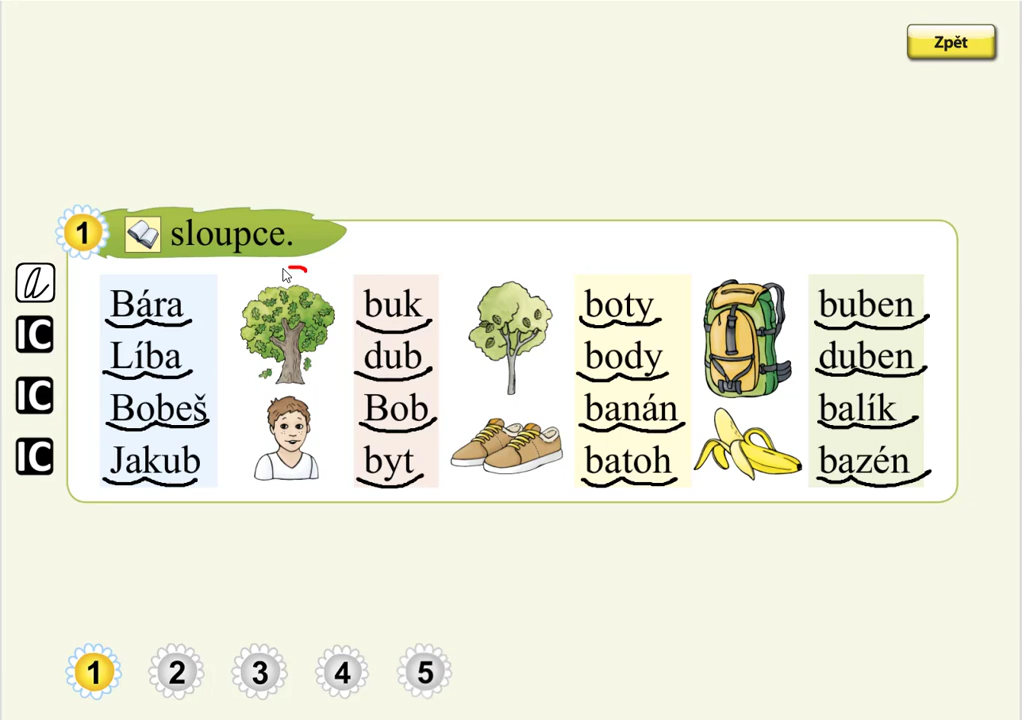 Zpět
1 sloupce.
a
IC
IC
IC
Bára buk boty buben
Líba dub body duben
Bobeš Bob banán balík
Jakub byt batoh bazén
1 2 3 4 5